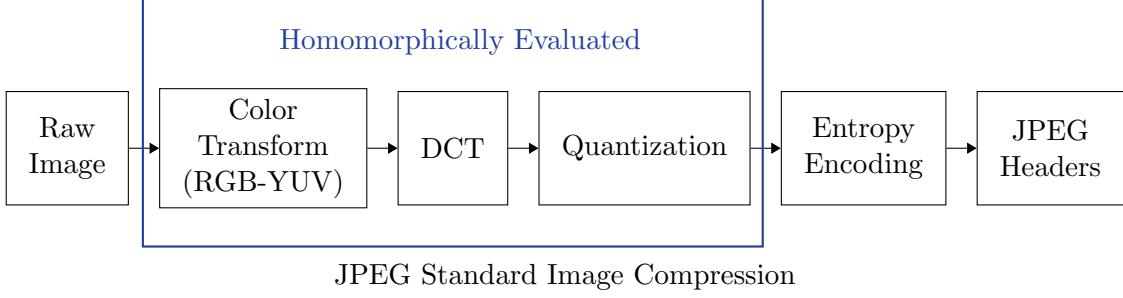 Homomorphically Evaluated
Raw
Image
Color
Transform
(RGB-YUV)
DCT
Quantization
Entropy
Encoding
JPEG
Headers
JPEG Standard Image Compression